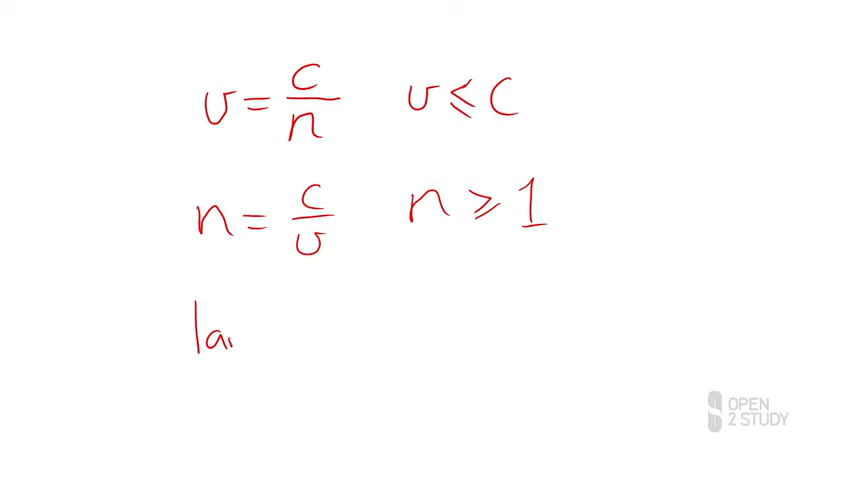 v = c/n v ≤ c
n = c/v n ≥ 1
la
OPEN
2 STUDY